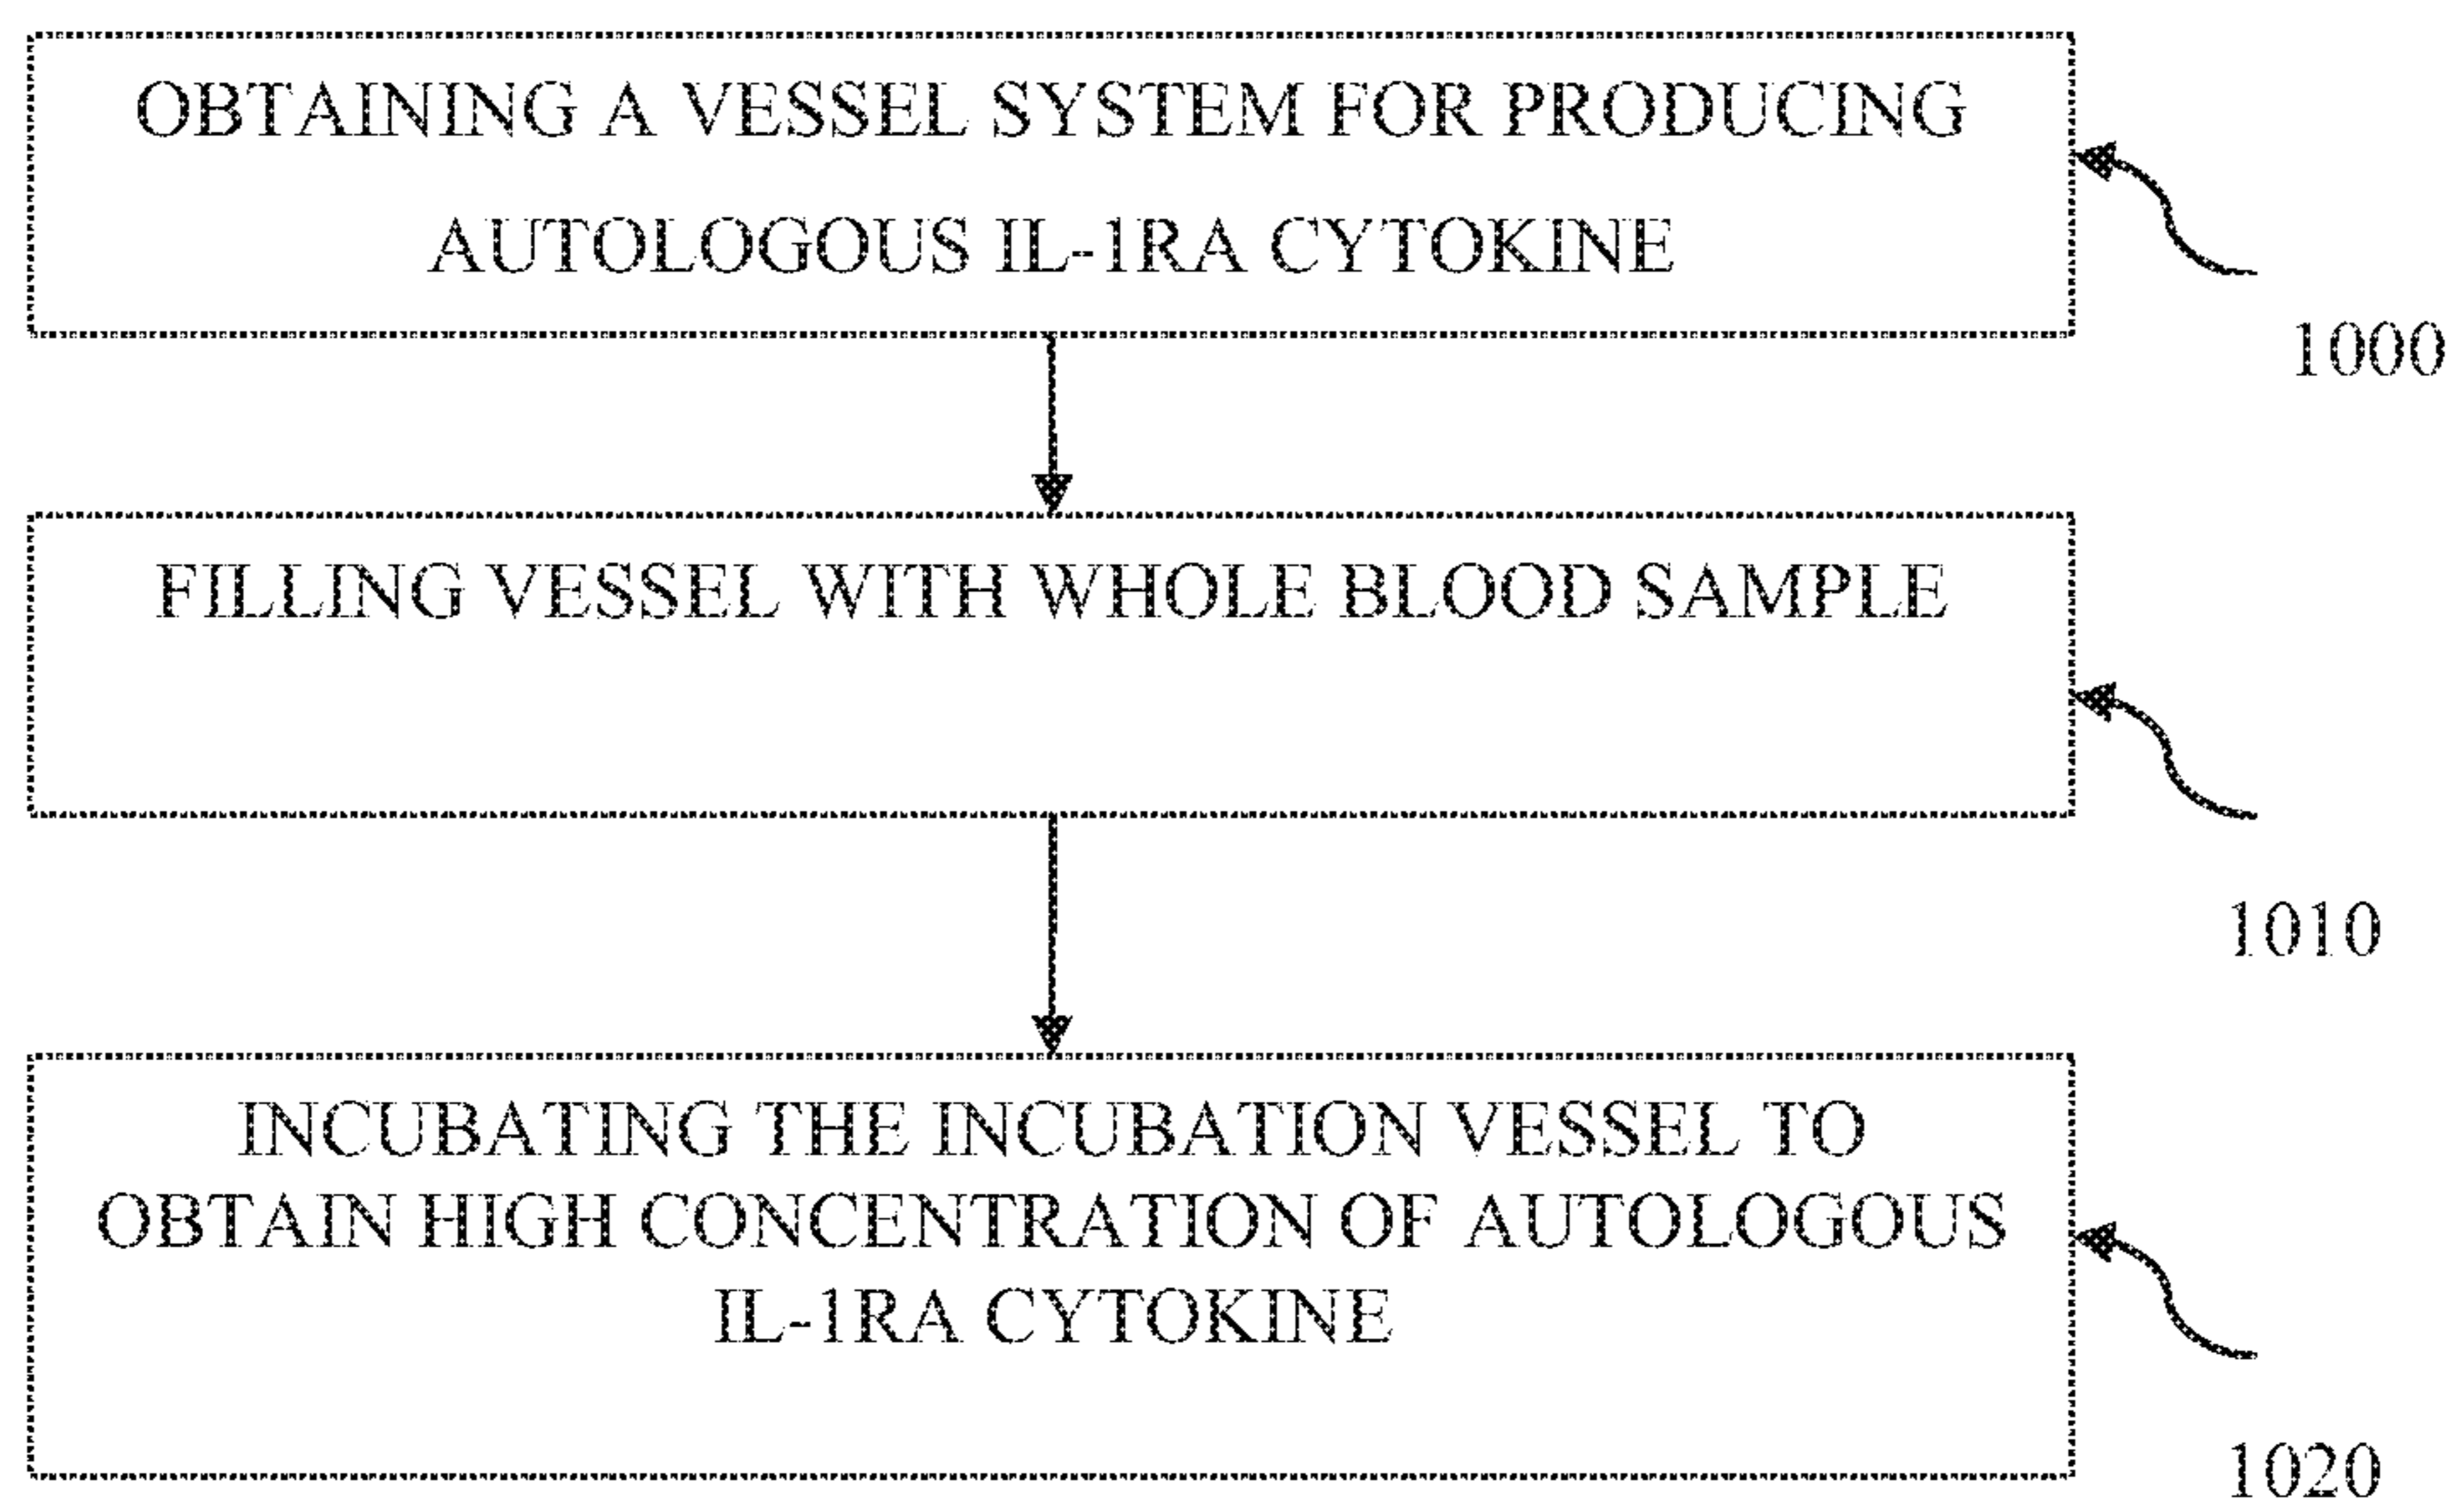 OBTAINING A VESSEL SYSTEM FOR PRODUCING
AUTOLOGOUS IL-1RA CYTOKINE
1000
FILLING VESSEL WITH WHOLE BLOOD SAMPLE
1010
INCUBATING THE INCUBATION VESSEL TO
OBTAIN HIGH CONCENTRATION OF AUTOLOGOUS
IL-1RA CYTOKINE
1020